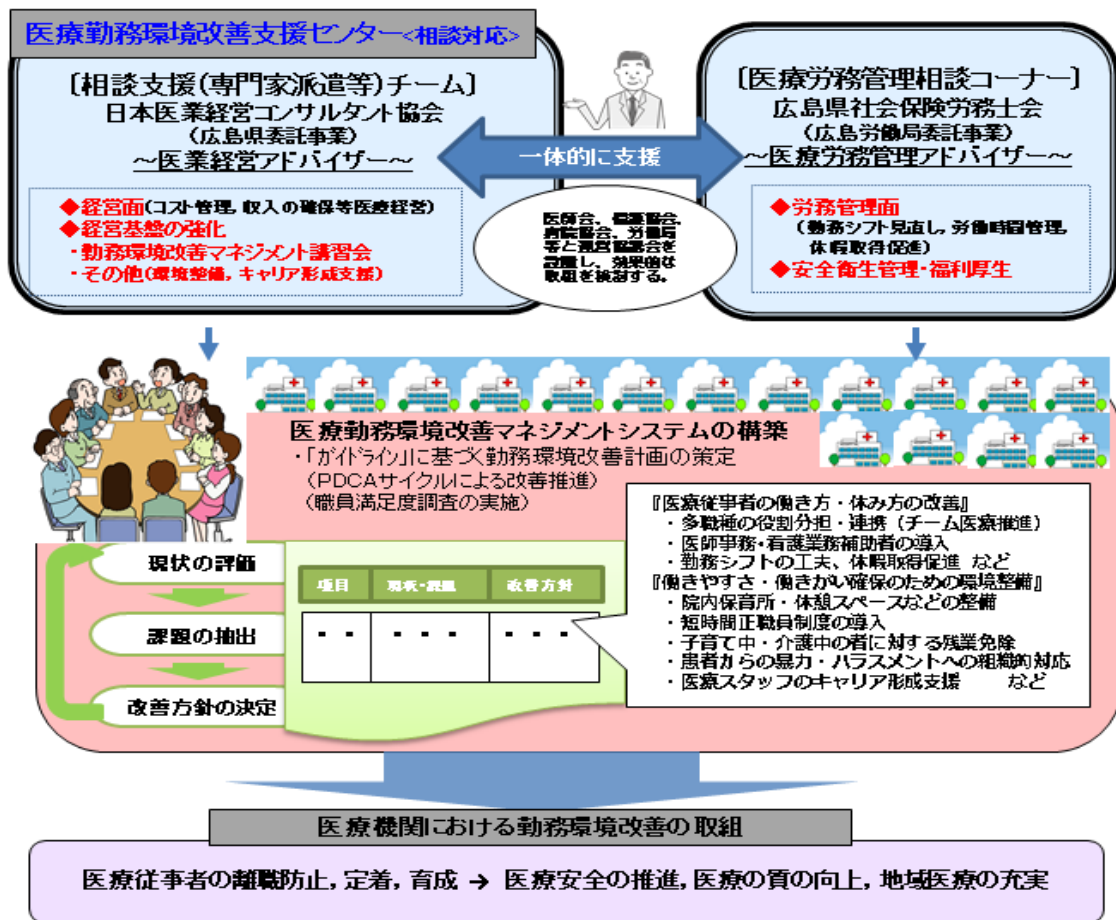 医療勤務環境改善支援センター<相談対応>
〔相談支援(専門家派遣等)チーム〕
日本医業経営コンサルタント協会
(広島県委託事業)
～医業経営アドバイザー～
◆経営面(コスト管理,収入の確保等医療経営)
◆経営基盤の強化
・勤務環境改善マネジメント講習会
・その他(環境整備,キャリア形成支援)
一体的に支援
医師会、看護協会、
病院協会、労働局
等と運営協議会を
設置し、効果的な
取組を検討する。
〔医療労務管理相談コーナー〕
広島県社会保険労務士会
(広島労働局委託事業)
～医療労務管理アドバイザー～
◆労務管理面
(勤務シフト見直し,労働時間管理,
休暇取得促進)
◆安全衛生管理・福利厚生
医療勤務環境改善マネジメントシステムの構築
・「ガイドライン」に基づく勤務環境改善計画の策定
(PDCAサイクルによる改善推進)
(職員満足度調査の実施)
現状の評価
課題の抽出
改善方針の決定
項目 現状・課題 改善方針
・・ ・・・ ・・・
『医療従事者の働き方・休み方の改善』
・多職種の役割分担・連携（チーム医療推進）
・医師事務・看護業務補助者の導入
・勤務シフトの工夫、休暇取得促進 など
『働きやすさ・働きがい確保のための環境整備』
・院内保育所・休憩スペースなどの整備
・短時間正職員制度の導入
・子育て中・介護中の者に対する残業免除
・患者からの暴力・ハラスメントへの組織的対応
・医療スタッフのキャリア形成支援 など
医療機関における勤務環境改善の取組
医療従事者の離職防止,定着,育成 → 医療安全の推進,医療の質の向上,地域医療の充実